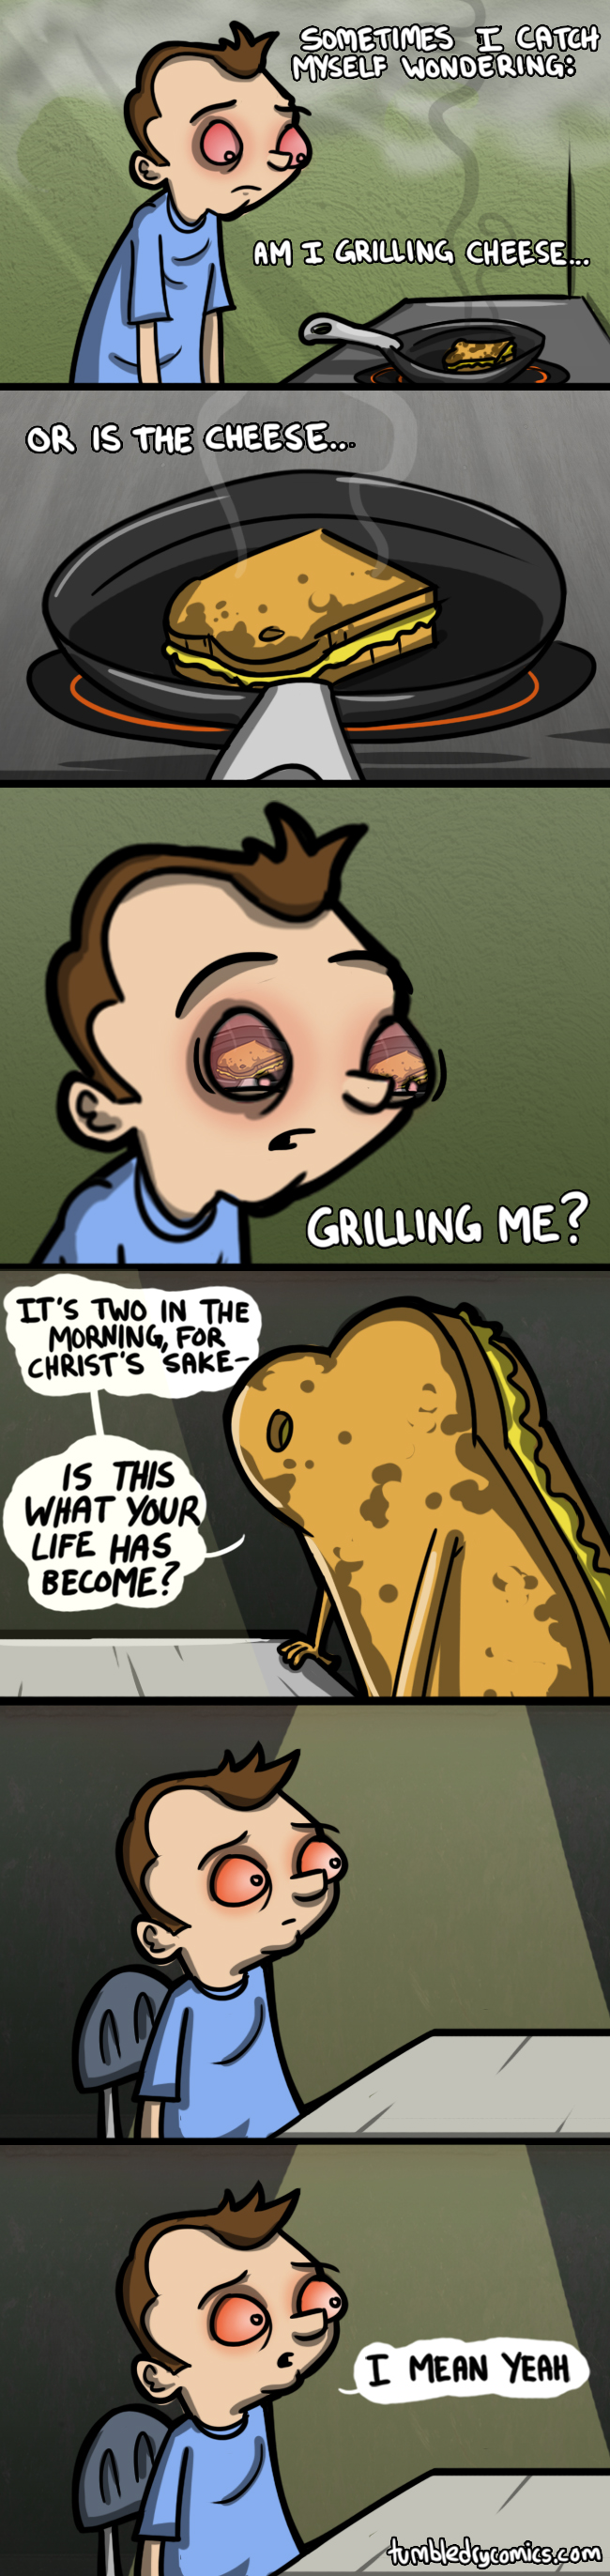 SOMETIMES I CATCH
MYSELF WONDERING:
AM I GRILLING CHEESE...
OR IS THE CHEESE...
GRILLING ME?
IT'S TWO IN THE
MORNING, FOR
CHRIST'S SAKE-
IS THIS
WHAT YOUR
LIFE HAS
BECOME?
I MEAN YEAH
tumbledrycomics.com